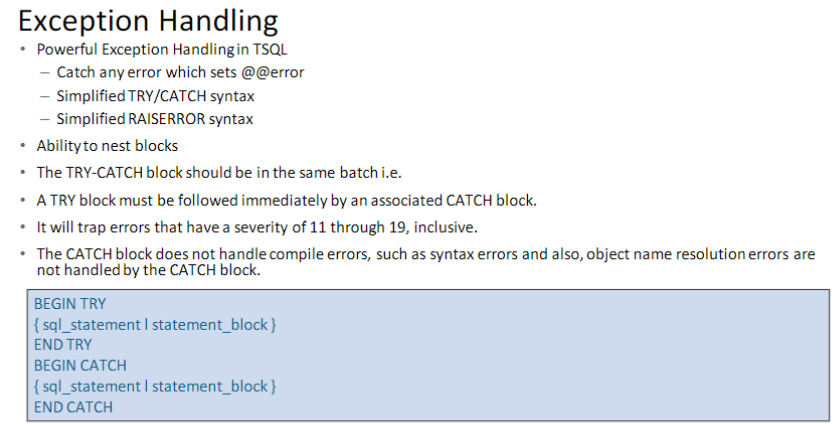 Exception Handling
• Powerful Exception Handling in TSQL
– Catch any error which sets @@error
– Simplified TRY/CATCH syntax
– Simplified RAISERROR syntax
• Ability to nest blocks
• The TRY-CATCH block should be in the same batch i.e.
• A TRY block must be followed immediately by an associated CATCH block.
• It will trap errors that have a severity of 11 through 19, inclusive.
• The CATCH block does not handle compile errors, such as syntax errors and also, object name resolution errors are
not handled by the CATCH block.
BEGIN TRY
{ sql_statement | statement_block }
END TRY
BEGIN CATCH
{ sql_statement | statement_block }
END CATCH